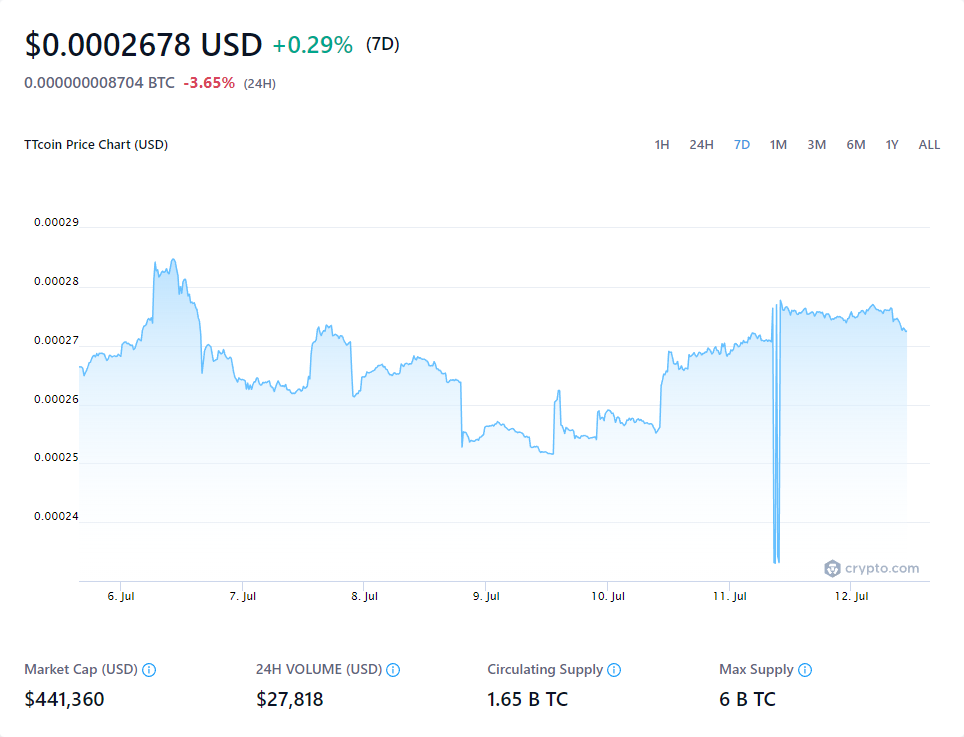 $0.0002678 USD +0.29% (7D)
0.000000008704 BTC -3.65% (24H)
TTcoin Price Chart (USD) 1H 24H 7D 1M 3M 6M 1Y ALL
0.00029
0.00028
0.00027
0.00026
0.00025
0.00024
crypto.com
6. Jul 7. Jul 8. Jul 9. Jul 10. Jul 11. Jul 12. Jul
Market Cap (USD) 24H VOLUME (USD) Circulating Supply Max Supply
$441,360 $27,818 1.65 B TC 6 B TC